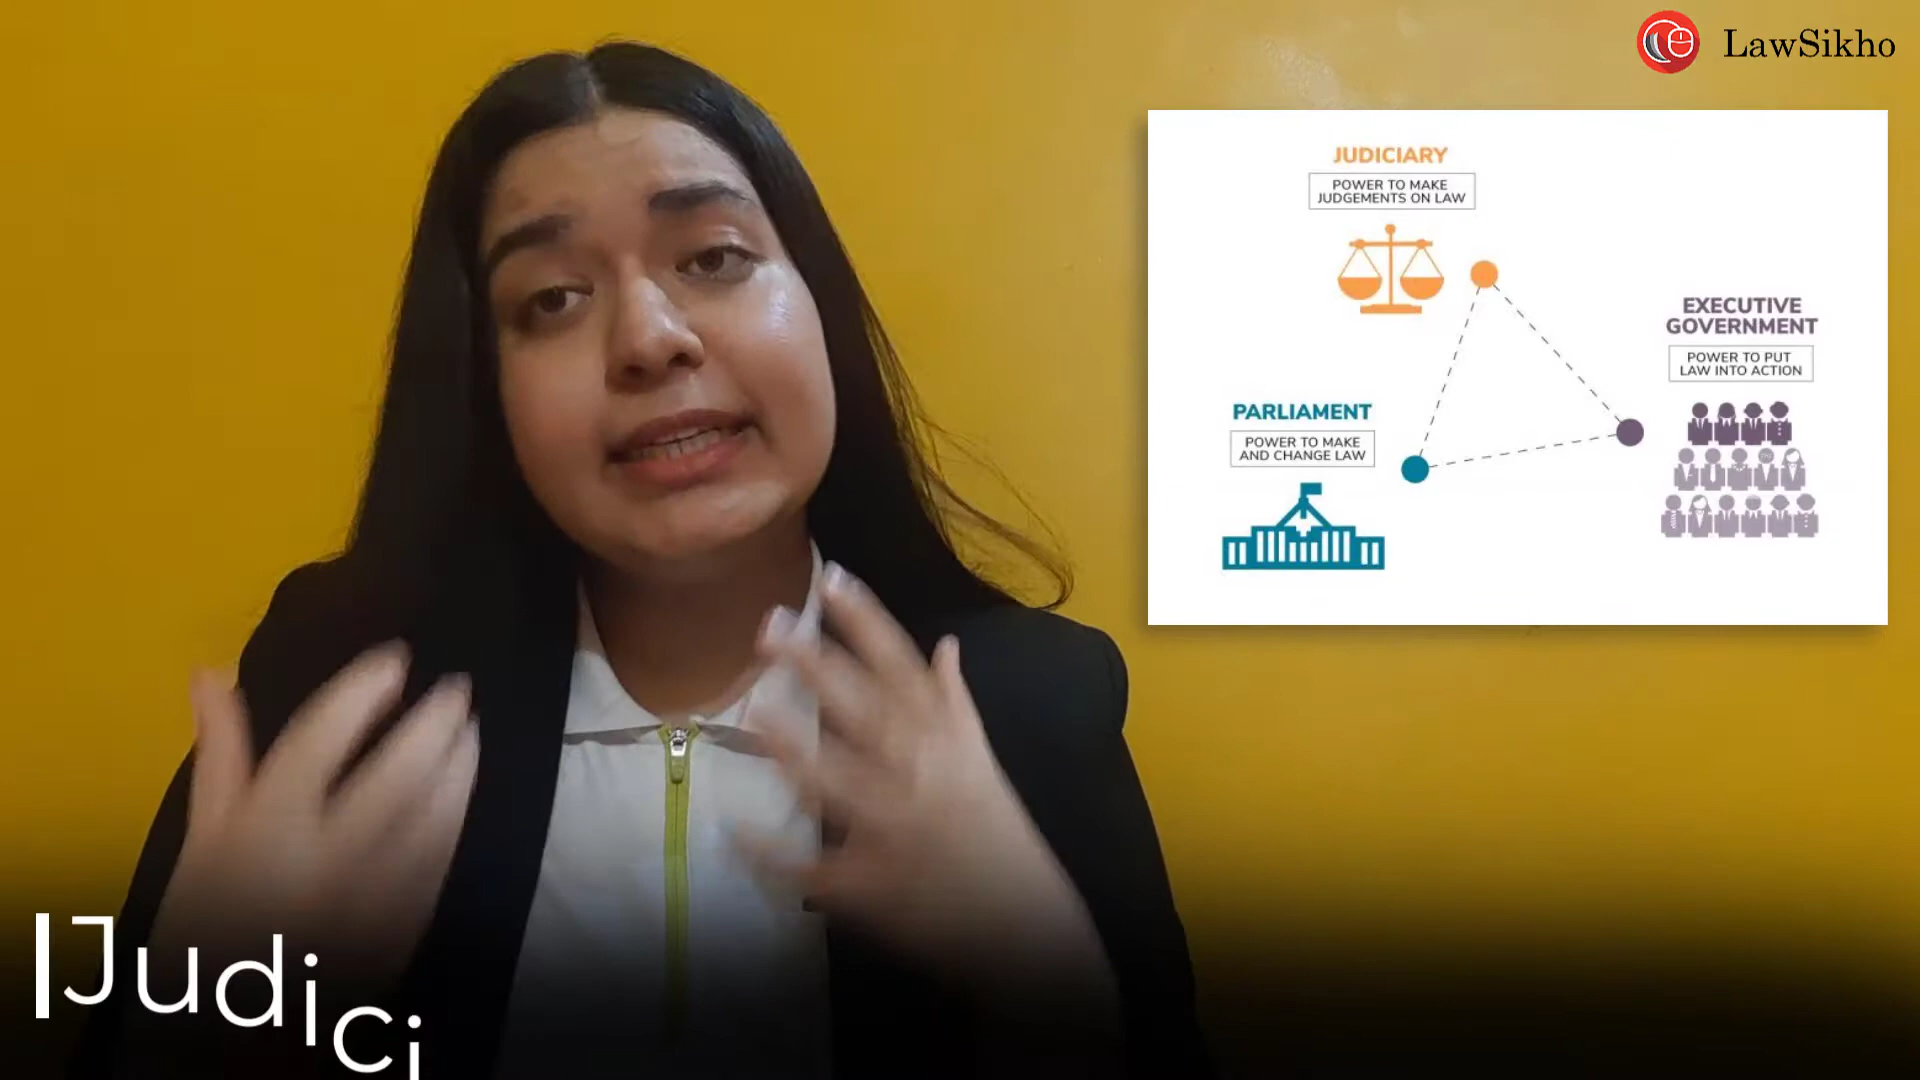 LawSikho
JUDICIARY
POWER TO MAKE
JUDGEMENTS ON LAW
EXECUTIVE
GOVERNMENT
POWER TO PUT
LAW INTO ACTION
PARLIAMENT
POWER TO MAKE
AND CHANGE LAW
Judici